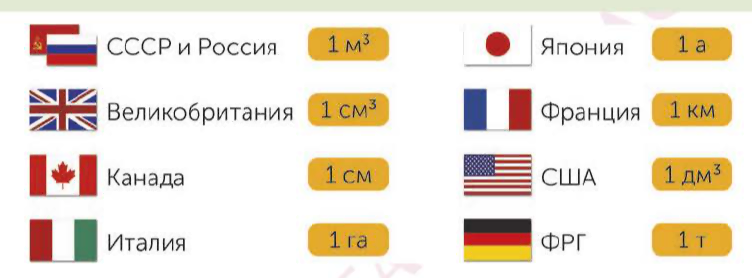 СССР и Россия 1 м³
Япония 1 а
Великобритания 1 см³
Франция 1 км
Канада 1 см
США 1 дм³
Италия 1 га
ФРГ 1 т